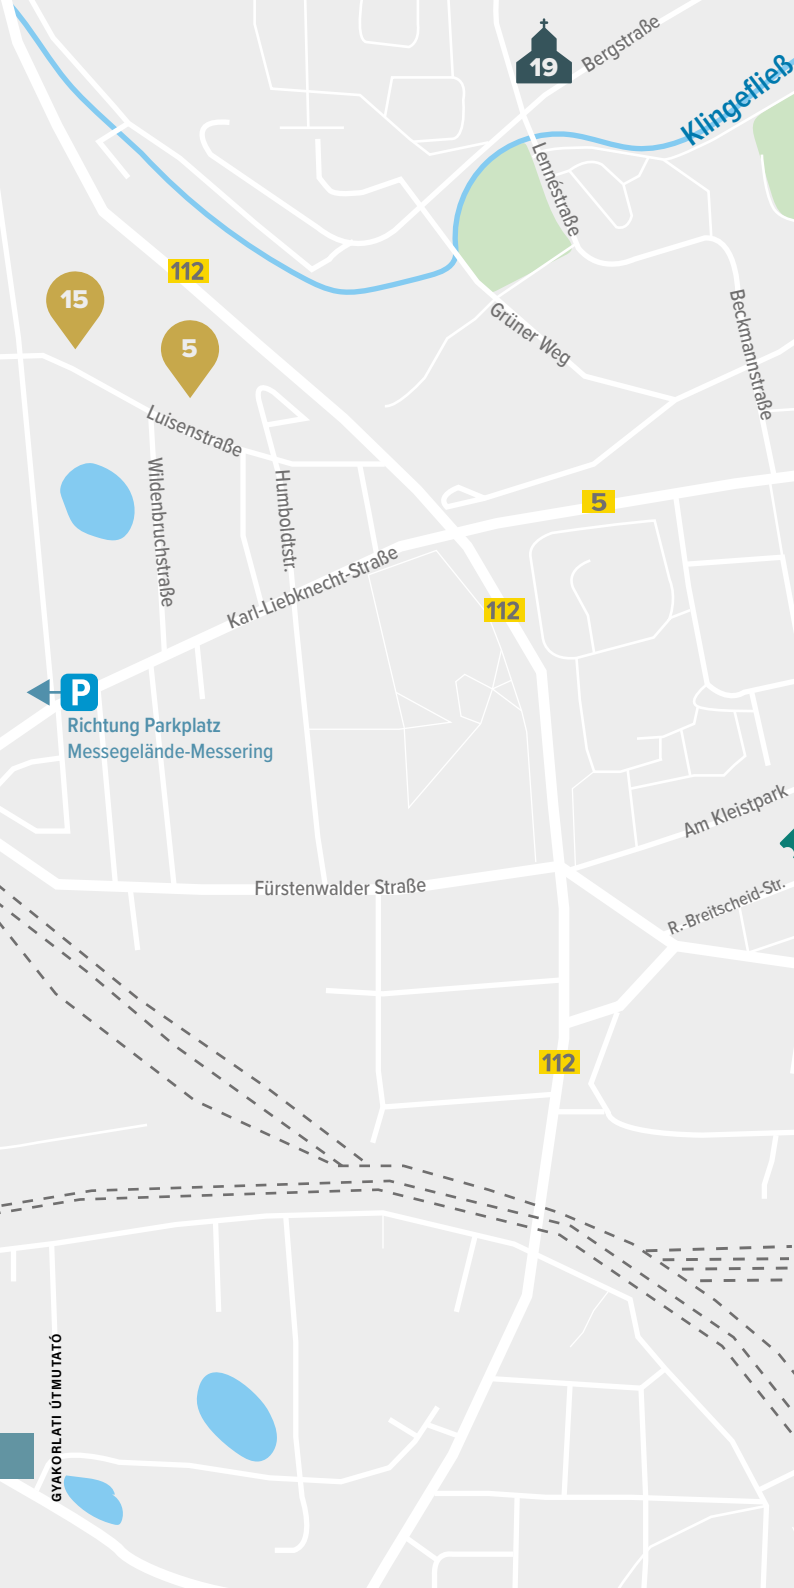 19
Bergstraße
Klingefließ
Lennéstraße
112
15
5
Grüner Weg
Beckmannstraße
Luisenstraße
Wildenbruchstraße
Humboldtstr.
5
Karl-Liebknecht-Straße
112
P
Richtung Parkplatz
Messegelände-Messering
Am Kleistpark
Fürstenwalder Straße
R.-Breitscheid-Str.
112
GYAKORLATI ÚTMUTATÓ